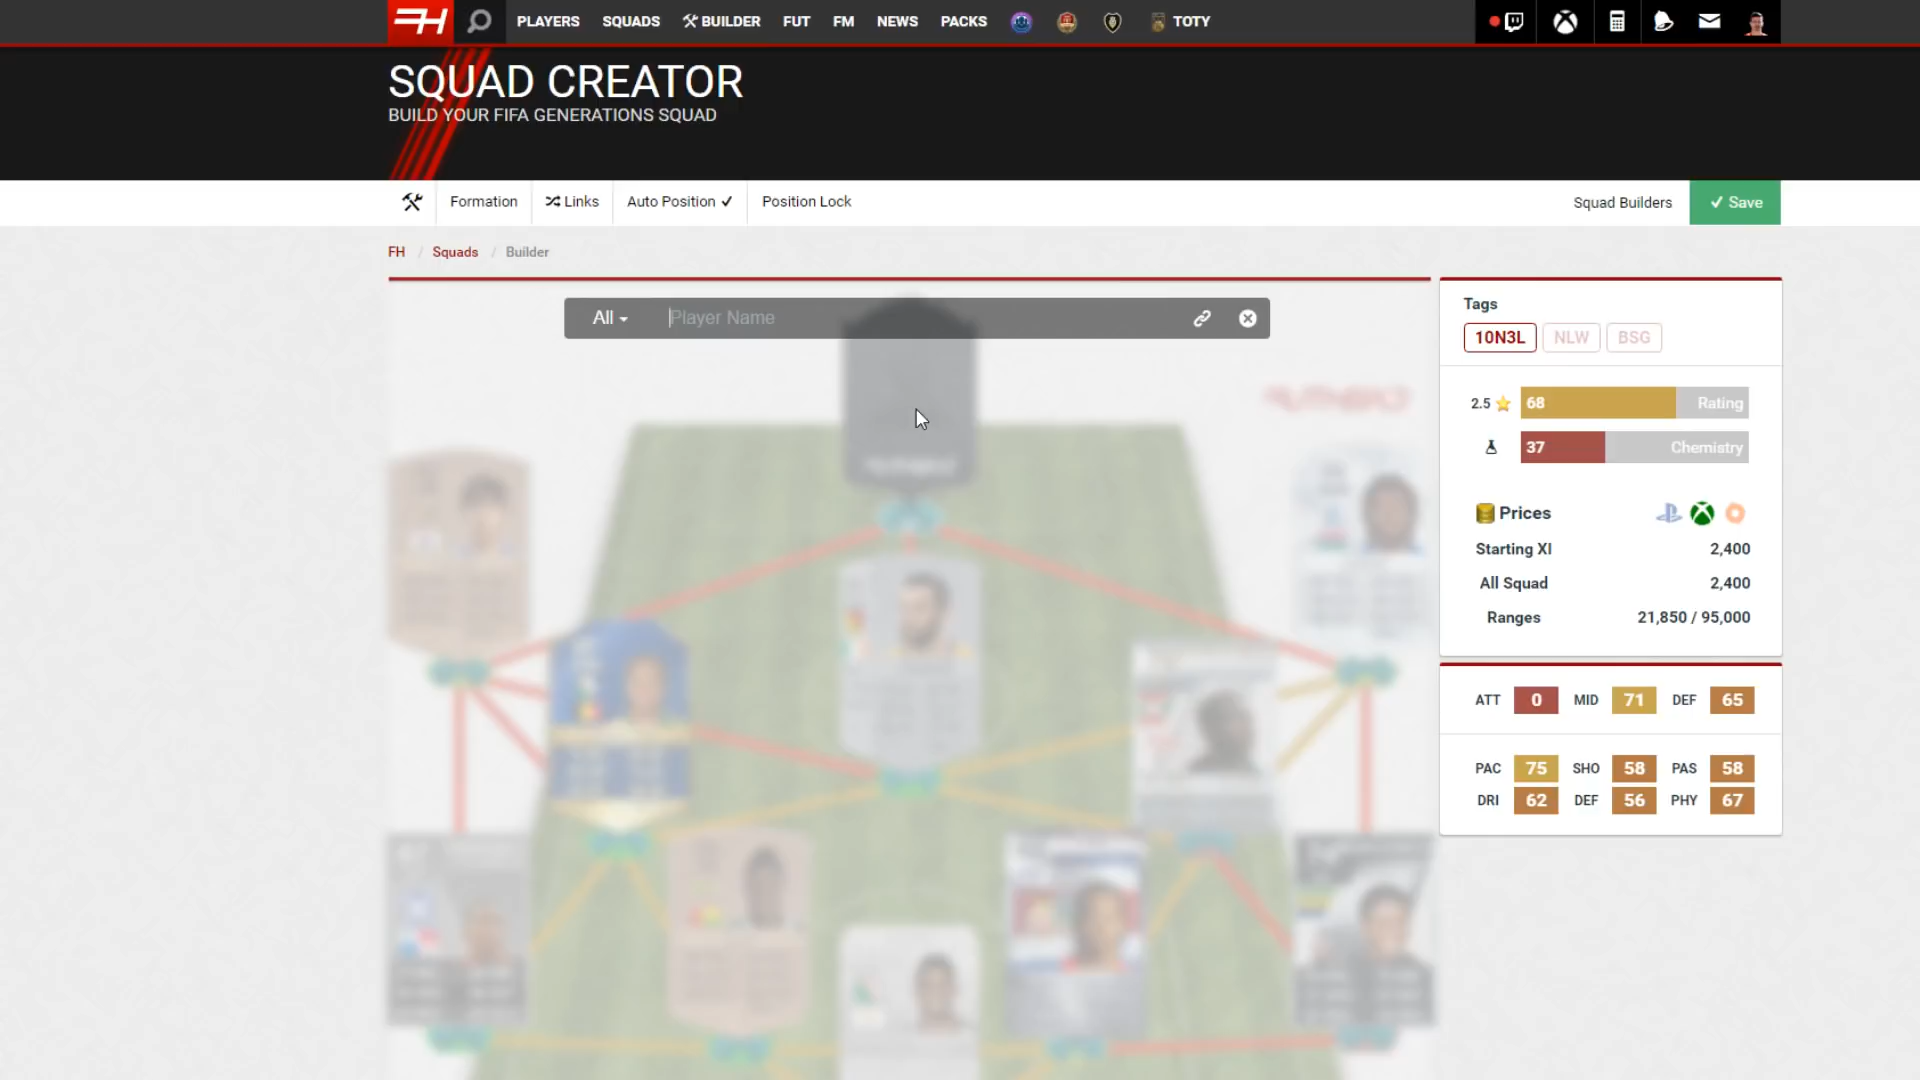 FH PLAYERS SQUADS BUILDER FUT FM NEWS PACKS TOTY
SQUAD CREATOR
BUILD YOUR FIFA GENERATIONS SQUAD
Formation Links Auto Position Position Lock Squad Builders Save
FH / Squads / Builder
All Player Name
Tags
10N3L NLW BSG
2.5 68 Rating
37 Chemistry
Prices
Starting XI 2,400
All Squad 2,400
Ranges 21,850 / 95,000
ATT 0 MID 71 DEF 65
PAC 75 SHO 58 PAS 58
DRI 62 DEF 56 PHY 67